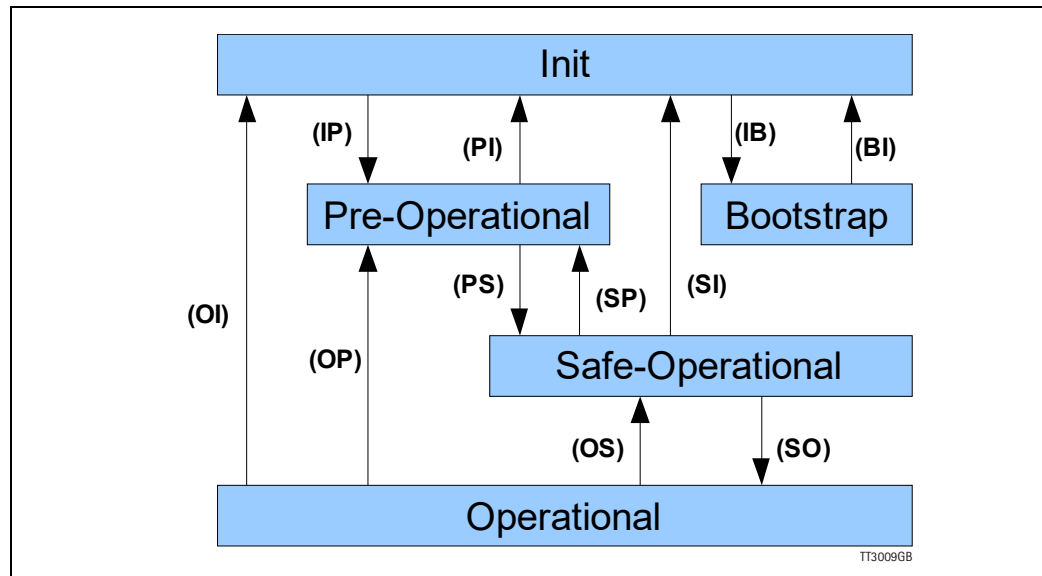 Init
(IP)
(PI)
(IB)
(BI)
Pre-Operational
Bootstrap
(OI)
(PS)
(SP)
(SI)
(OP)
Safe-Operational
(OS)
(SO)
Operational
TT3009GB